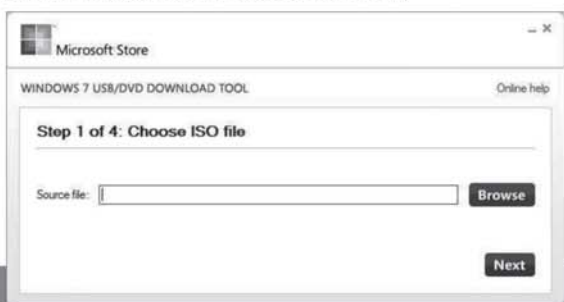 Microsoft Store
WINDOWS 7 USB/DVD DOWNLOAD TOOL
Online help
Step 1 of 4: Choose ISO file
Source file:
Browse
Next